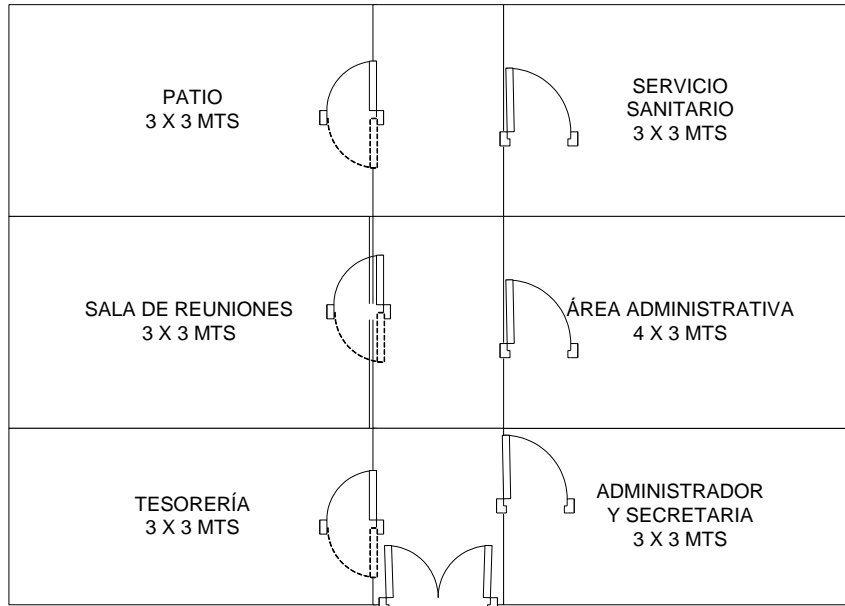 PATIO
3 X 3 MTS
SERVICIO
SANITARIO
3 X 3 MTS
SALA DE REUNIONES
3 X 3 MTS
ÁREA ADMINISTRATIVA
4 X 3 MTS
TESORERÍA
3 X 3 MTS
ADMINISTRADOR
Y SECRETARIA
3 X 3 MTS